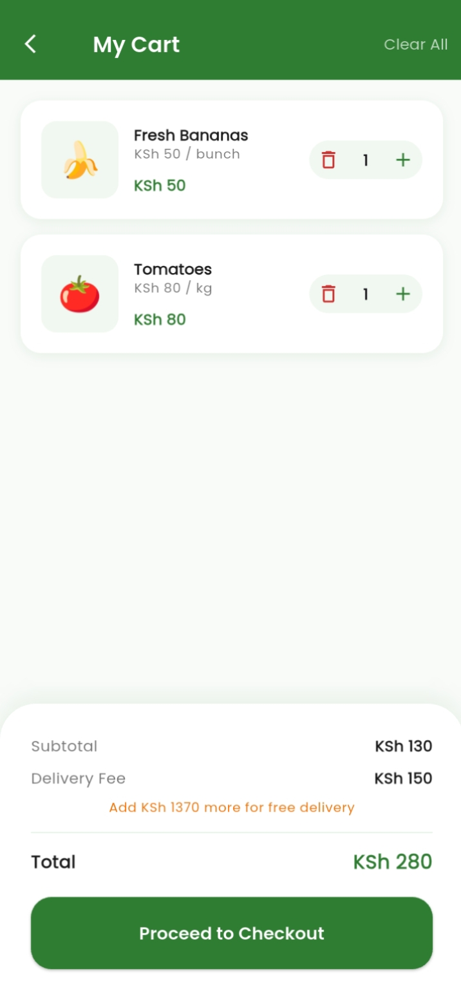 My Cart
Clear All
Fresh Bananas
KSh 50 / bunch
KSh 50
1
Tomatoes
KSh 80 / kg
KSh 80
1
Subtotal KSh 130
Delivery Fee KSh 150
Add KSh 1370 more for free delivery
Total KSh 280
Proceed to Checkout